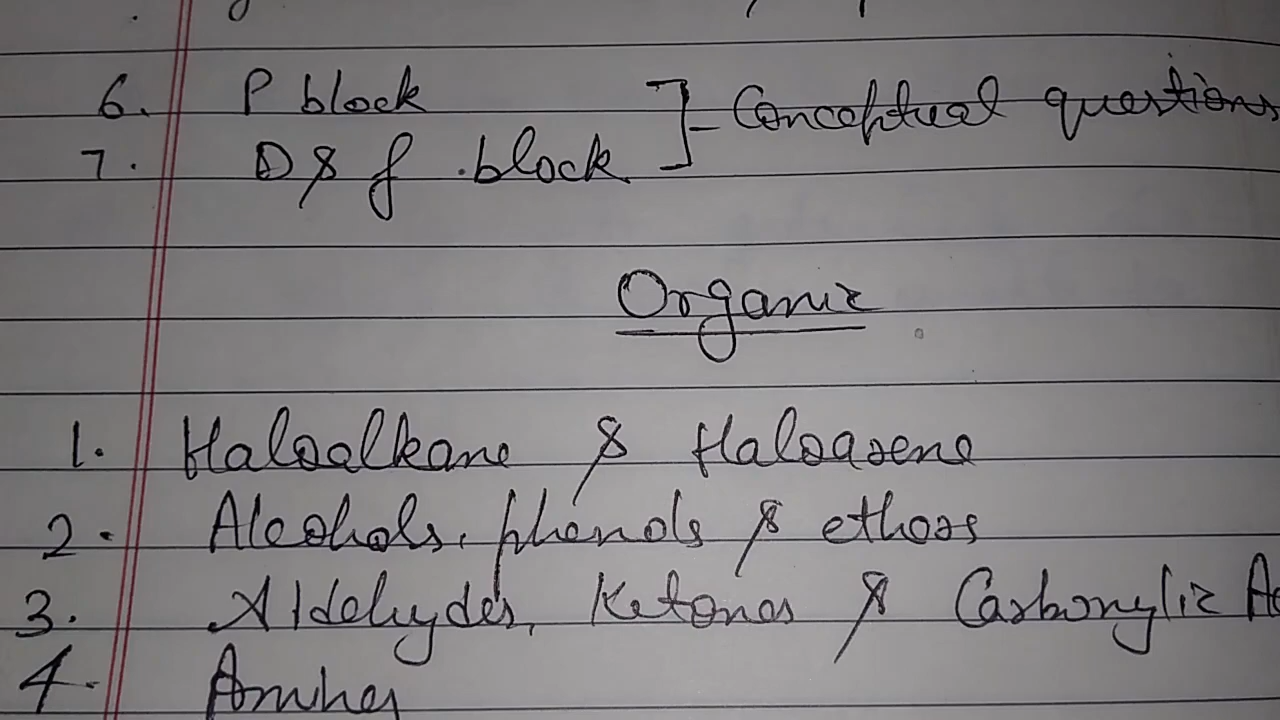 6. P block ]- Conceptual questions
7. D & f block
Organic
1. Haloalkane & Haloarene
2. Alcohols, phenols & ethers
3. Aldehydes, Ketones & Carbonylic
4. Amines